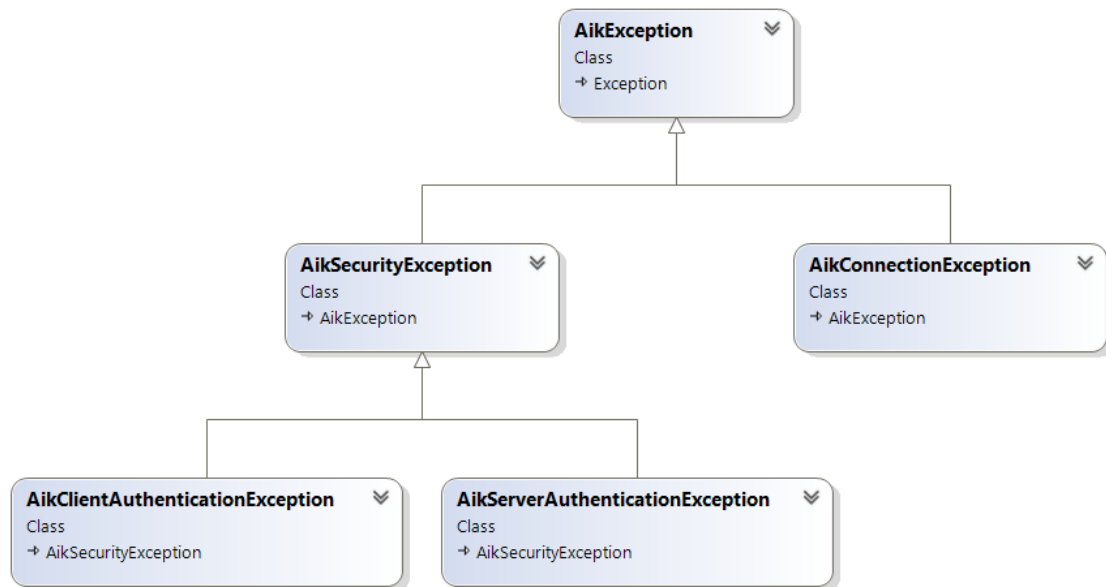 AikException
Class
Exception
AikSecurityException
Class
AikException
AikConnectionException
Class
AikException
AikClientAuthenticationException
Class
AikSecurityException
AikServerAuthenticationException
Class
AikSecurityException